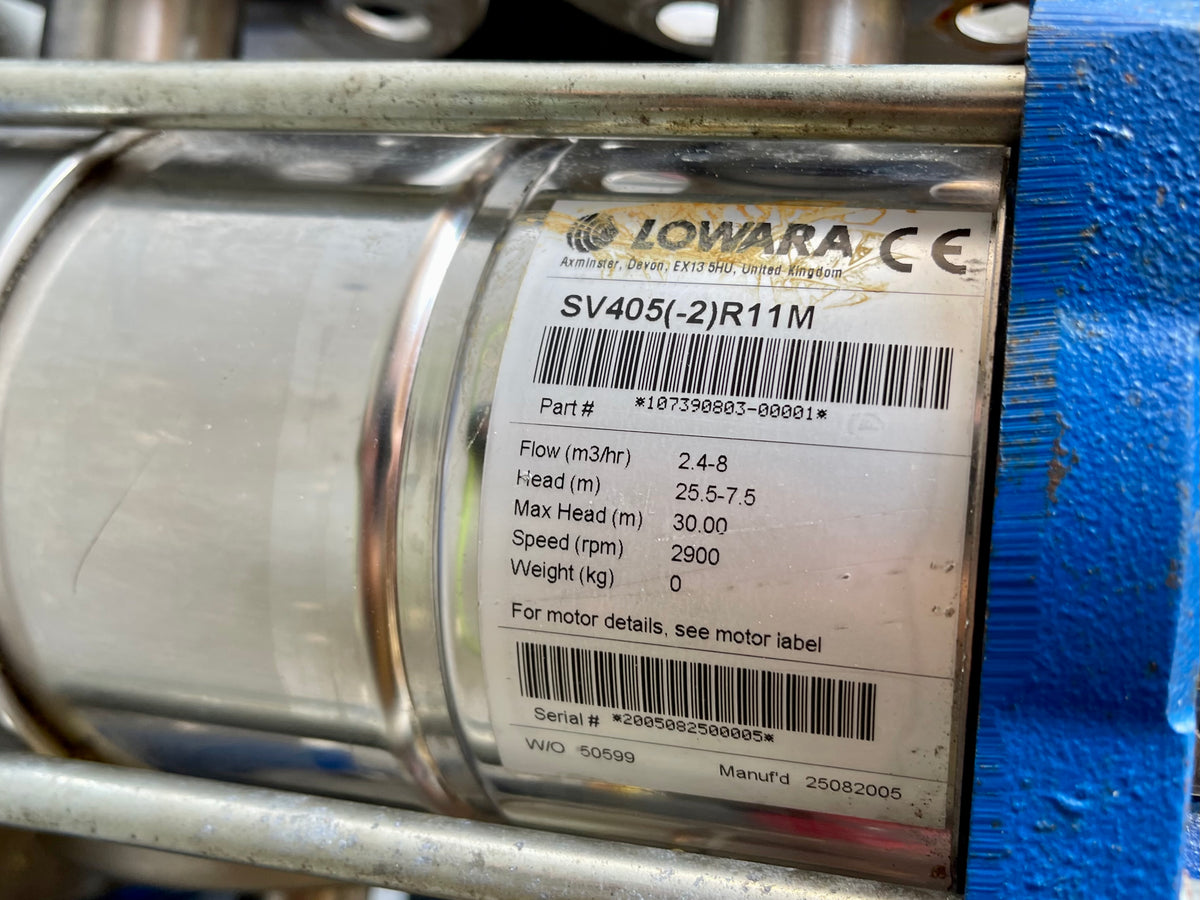 LOWARA CE
Axminster, Devon, EX13 5HU, United Kingdom
SV405(-2)R11M
Part # *107390803-00001*
Flow (m3/hr) 2.4-8
Head (m) 25.5-7.5
Max Head (m) 30.00
Speed (rpm) 2900
Weight (kg) 0
For motor details, see motor label
Serial # *2005082500005*
W/O 50599 Manuf'd 25082005